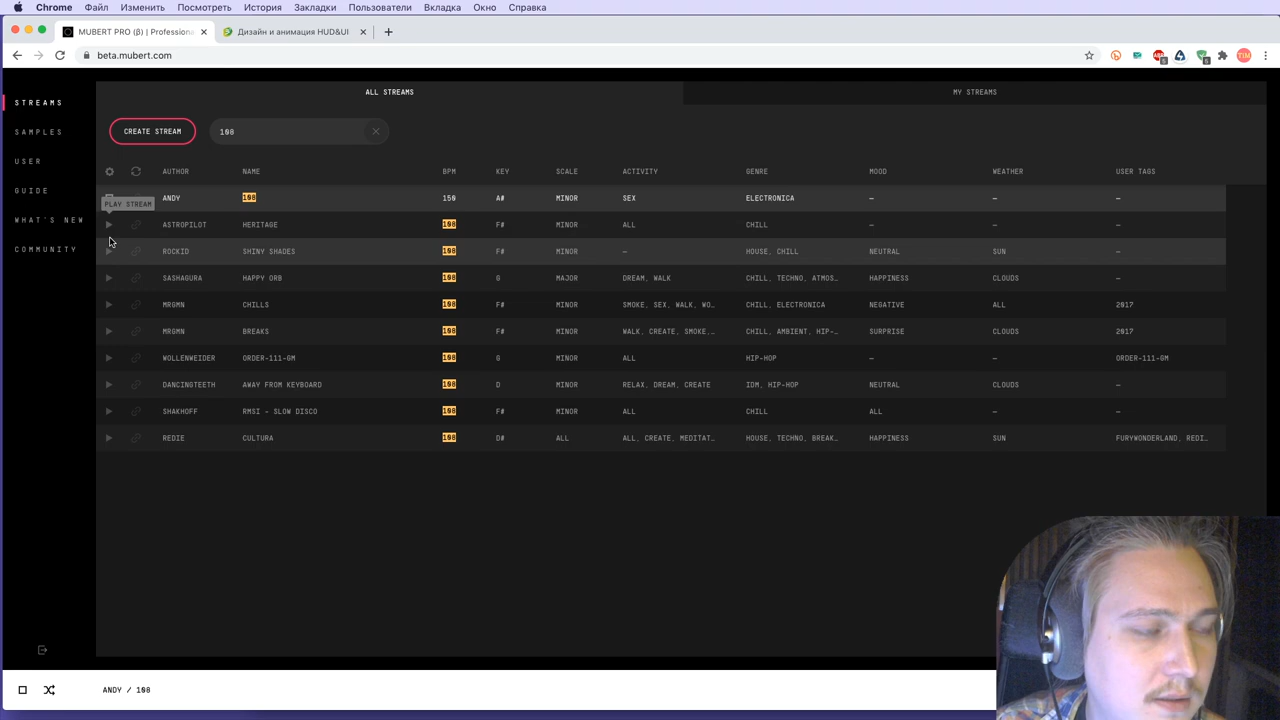 Chrome Файл Изменить Посмотреть История Закладки Пользователи Вкладка Окно Справка
MUBERT PRO (β) | Professiona Дизайн и анимация HUD&UI
beta.mubert.com
TIM
STREAMS
SAMPLES
USER
GUIDE
WHAT'S NEW
COMMUNITY
ALL STREAMS MY STREAMS
CREATE STREAM 108
AUTHOR NAME BPM KEY SCALE ACTIVITY GENRE MOOD WEATHER USER TAGS
ANDY 108 150 A# MINOR SEX ELECTRONICA — — —
PLAY STREAM
ASTROPILOT HERITAGE 108 F# MINOR ALL CHILL — — —
ROCKID SHINY SHADES 108 F# MINOR — HOUSE, CHILL NEUTRAL SUN —
SASHAGURA HAPPY ORB 108 G MAJOR DREAM, WALK CHILL, TECHNO, ATMOS… HAPPINESS CLOUDS —
MRGMN CHILLS 108 F# MINOR SMOKE, SEX, WALK, WO… CHILL, ELECTRONICA NEGATIVE ALL 2017
MRGMN BREAKS 108 F# MINOR WALK, CREATE, SMOKE,… CHILL, AMBIENT, HIP-… SURPRISE CLOUDS 2017
WOLLENWEIDER ORDER-111-GM 108 G MINOR ALL HIP-HOP — — ORDER-111-GM
DANCINGTEETH AWAY FROM KEYBOARD 108 D MINOR RELAX, DREAM, CREATE IDM, HIP-HOP NEUTRAL CLOUDS —
SHAKHOFF RMSI - SLOW DISCO 108 F# MINOR ALL CHILL ALL — —
REDIE CULTURA 108 D# ALL ALL, CREATE, MEDITAT… HOUSE, TECHNO, BREAK… HAPPINESS SUN FURYWONDERLAND, REDI…
ANDY / 108